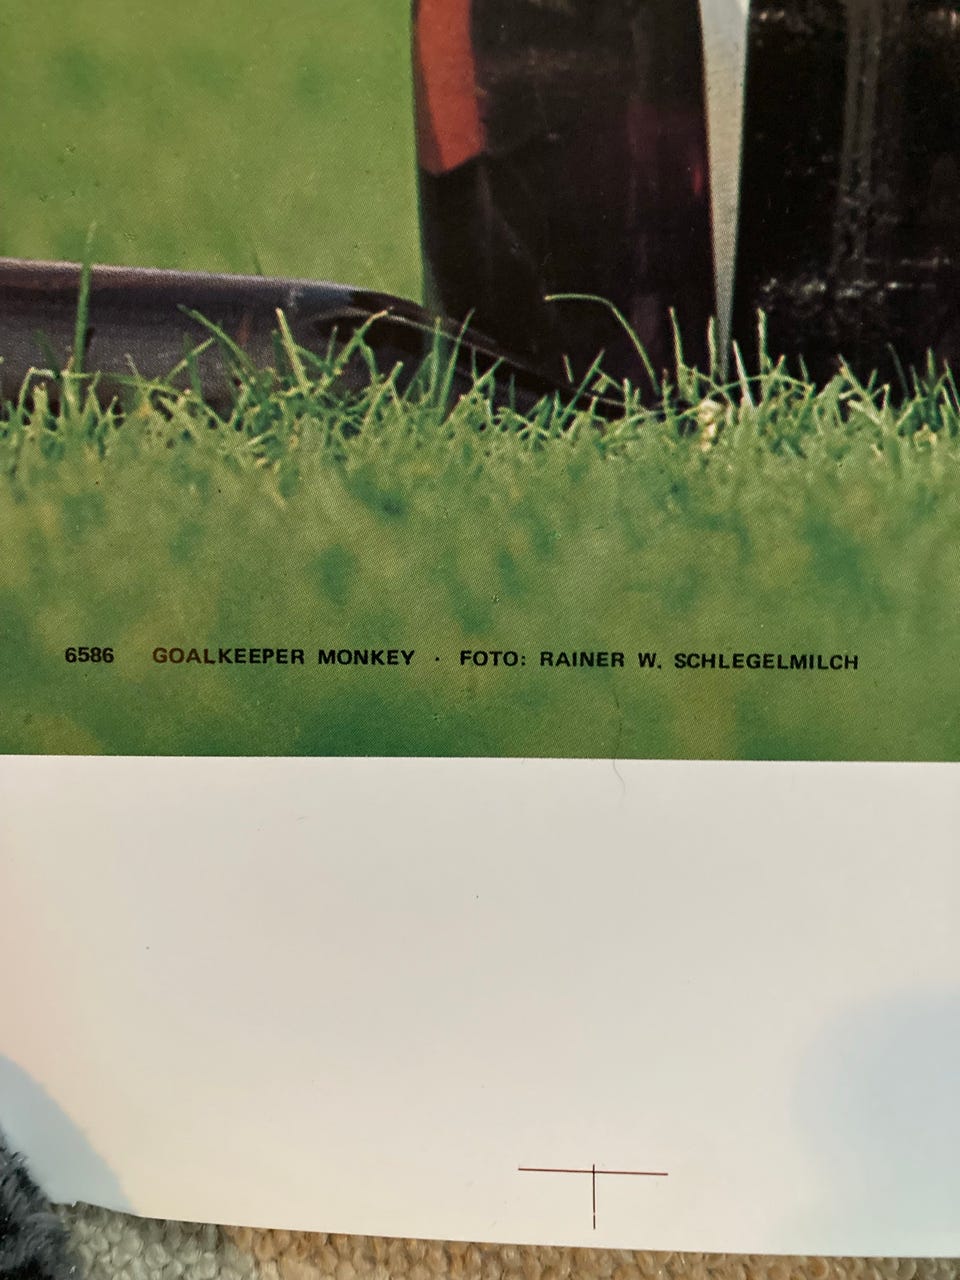 6586 GOALKEEPER MONKEY · FOTO: RAINER W. SCHLEGELMILCH